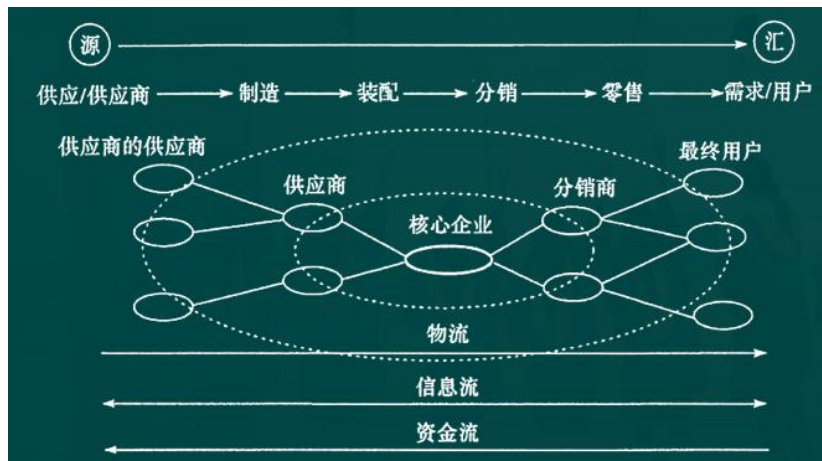 源 汇
供应/供应商 制造 装配 分销 零售 需求/用户
供应商的供应商 最终用户
供应商 分销商
核心企业
物流
信息流
资金流